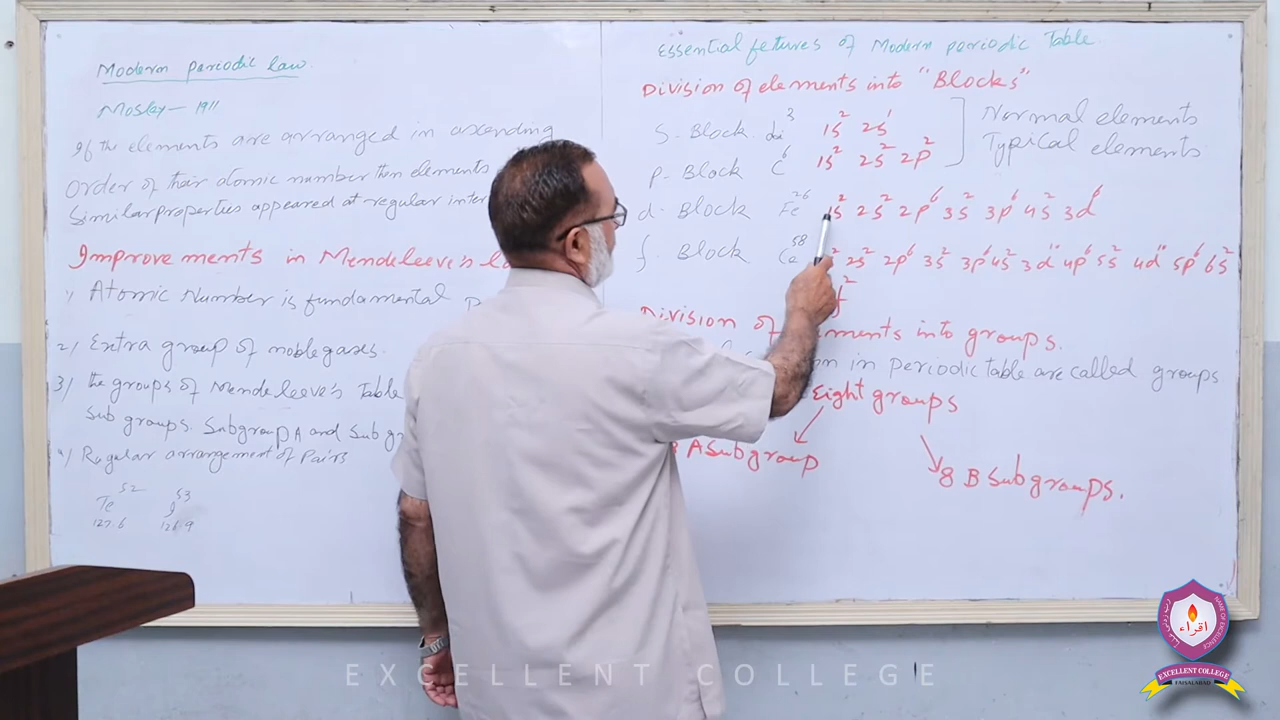 Modern periodic law.
Mosley — 1911
If the elements are arranged in ascending
order of their atomic number then elements
Similar properties appeared at regular inter
Improvements in Mendeleeve's
1) Atomic Number is fundamental
2) Extra group of noble gases.
3) the groups of Mendeleeve's Table
Sub groups. Subgroup A and Sub
4) Regular arrangement of Pairs
Te 52 127.6
I 53 126.9
Essential fetures of Modern periodic Table.
Division of elements into "Blocks"
S-Block Li 3 1s² 2s¹
p-Block C 6 1s² 2s² 2p²
Normal elements
Typical elements
d-Block Fe 26 1s² 2s² 2p⁶ 3s² 3p⁶ 4s² 3d⁶
f-Block Ce 58 2s² 2p⁶ 3s² 3p⁶ 4s² 3d¹⁰ 4p⁶ 5s² 4d¹⁰ 5p⁶ 6s²
Division of elements into groups.
in Periodic table are called groups
Eight groups
8 A Subgroup
8 B Subgroups.
EXCELLENT COLLEGE
اقراء
NAME OF EXCELLENCE
EXCELLENT COLLEGE
FAISALABAD